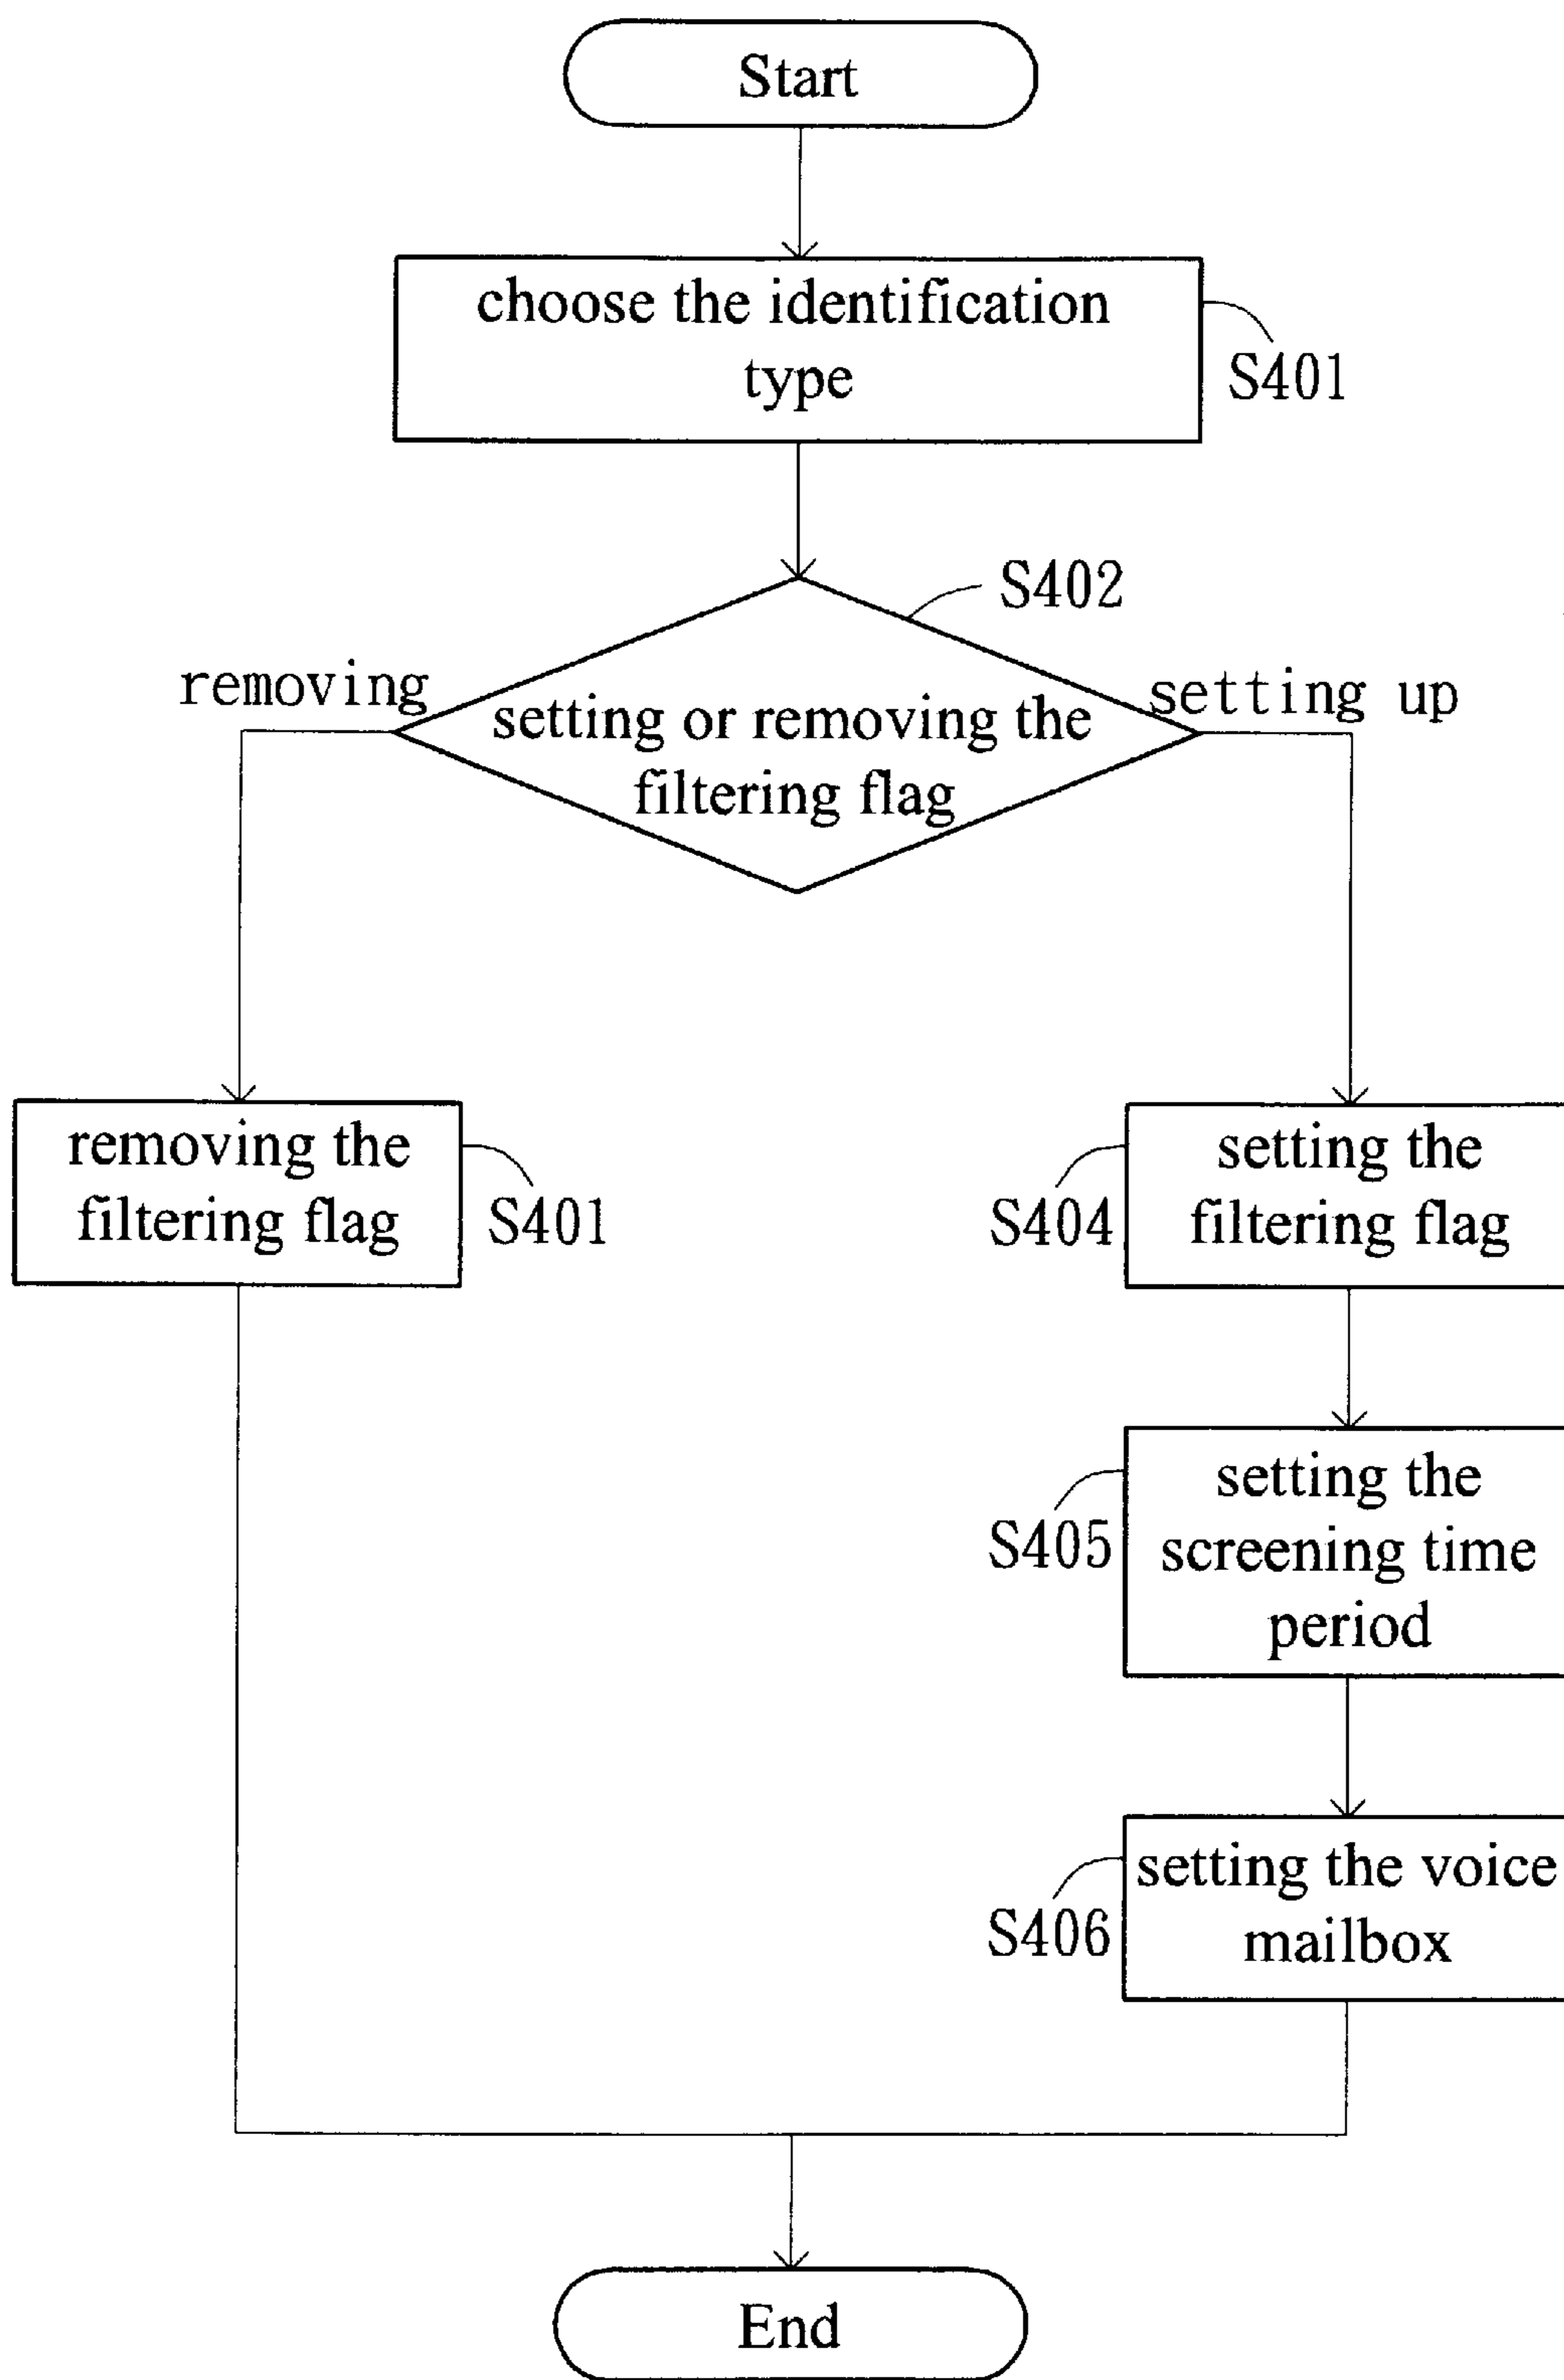 Start
choose the identification
type
S401
S402
removing
setting up
setting or removing the
filtering flag
removing the
filtering flag
S401
setting the
filtering flag
S404
setting the
screening time
period
S405
setting the voice
mailbox
S406
End